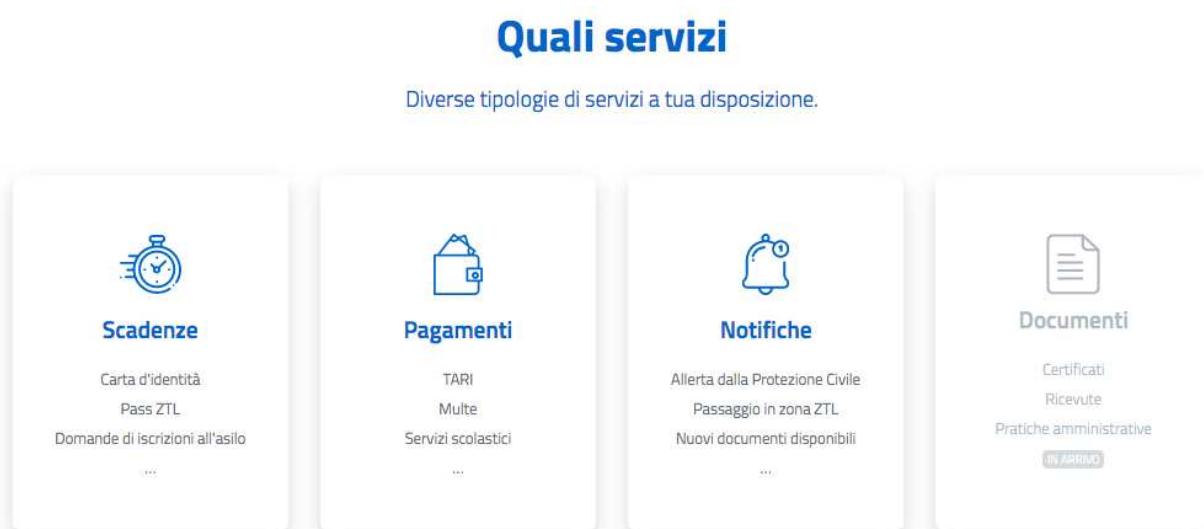 Quali servizi
Diverse tipologie di servizi a tua disposizione.
Scadenze
Carta d'identità
Pass ZTL
Domande di iscrizioni all'asilo
...
Pagamenti
TARI
Multe
Servizi scolastici
...
1
Notifiche
Allerta dalla Protezione Civile
Passaggio in zona ZTL
Nuovi documenti disponibili
...
Documenti
Certificati
Ricevute
Pratiche amministrative
IN ARRIVO